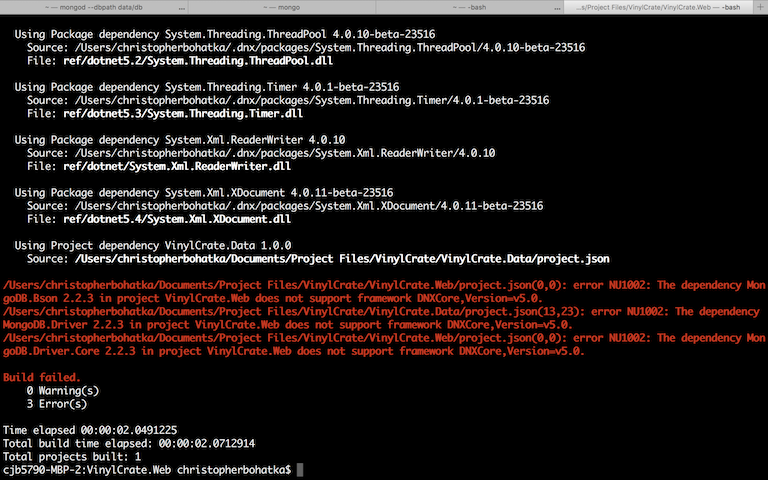 ~ — mongod --dbpath data/db
~ — mongo
~ — -bash
...s/Project Files/VinylCrate/VinylCrate.Web — -bash
Using Package dependency System.Threading.ThreadPool 4.0.10-beta-23516
Source: /Users/christopherbohatka/.dnx/packages/System.Threading.ThreadPool/4.0.10-beta-23516
File: ref/dotnet5.2/System.Threading.ThreadPool.dll
Using Package dependency System.Threading.Timer 4.0.1-beta-23516
Source: /Users/christopherbohatka/.dnx/packages/System.Threading.Timer/4.0.1-beta-23516
File: ref/dotnet5.3/System.Threading.Timer.dll
Using Package dependency System.Xml.ReaderWriter 4.0.10
Source: /Users/christopherbohatka/.dnx/packages/System.Xml.ReaderWriter/4.0.10
File: ref/dotnet/System.Xml.ReaderWriter.dll
Using Package dependency System.Xml.XDocument 4.0.11-beta-23516
Source: /Users/christopherbohatka/.dnx/packages/System.Xml.XDocument/4.0.11-beta-23516
File: ref/dotnet5.4/System.Xml.XDocument.dll
Using Project dependency VinylCrate.Data 1.0.0
Source: /Users/christopherbohatka/Documents/Project Files/VinylCrate/VinylCrate.Data/project.json
/Users/christopherbohatka/Documents/Project Files/VinylCrate/VinylCrate.Web/project.json(0,0): error NU1002: The dependency Mon
goDB.Bson 2.2.3 in project VinylCrate.Web does not support framework DNXCore,Version=v5.0.
/Users/christopherbohatka/Documents/Project Files/VinylCrate/VinylCrate.Data/project.json(13,23): error NU1002: The dependency
MongoDB.Driver 2.2.3 in project VinylCrate.Web does not support framework DNXCore,Version=v5.0.
/Users/christopherbohatka/Documents/Project Files/VinylCrate/VinylCrate.Web/project.json(0,0): error NU1002: The dependency Mon
goDB.Driver.Core 2.2.3 in project VinylCrate.Web does not support framework DNXCore,Version=v5.0.
Build failed.
0 Warning(s)
3 Error(s)
Time elapsed 00:00:02.0491225
Total build time elapsed: 00:00:02.0712914
Total projects built: 1
cjb5790-MBP-2:VinylCrate.Web christopherbohatka$